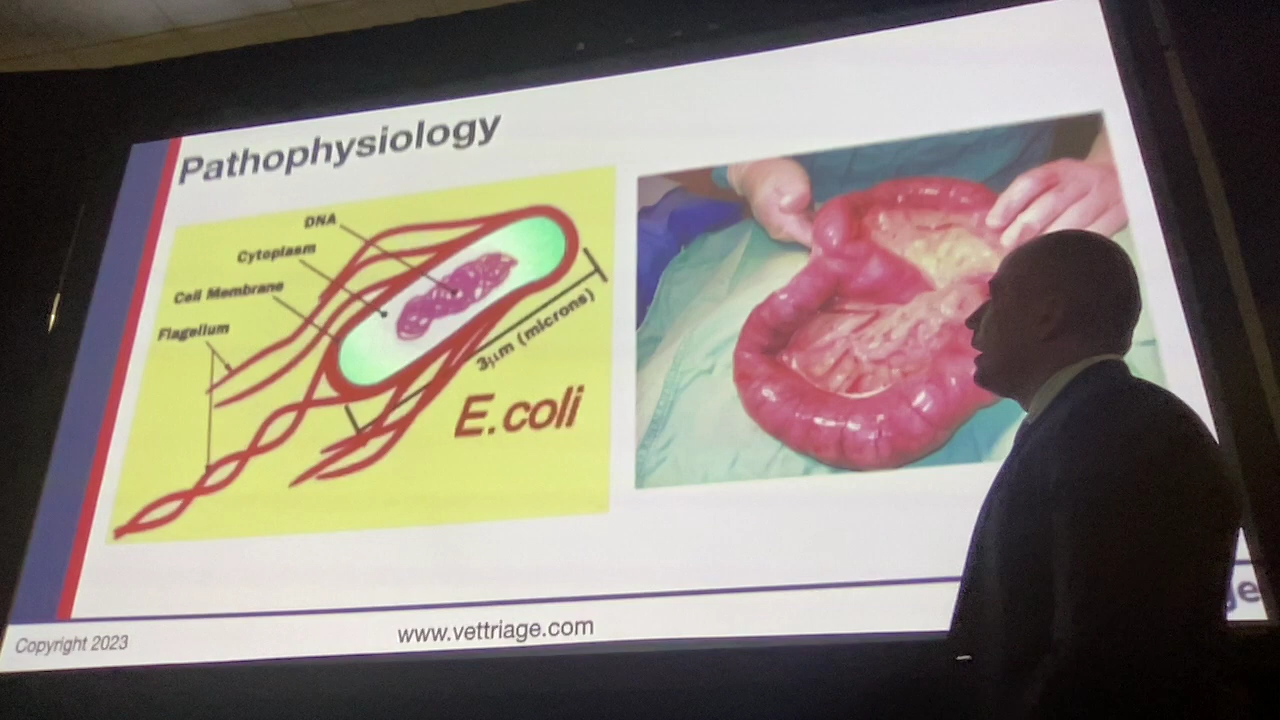 Pathophysiology
DNA
Cytoplasm
Cell Membrane
Flagellum
3µm (microns)
E.coli
Copyright 2023
www.vettriage.com